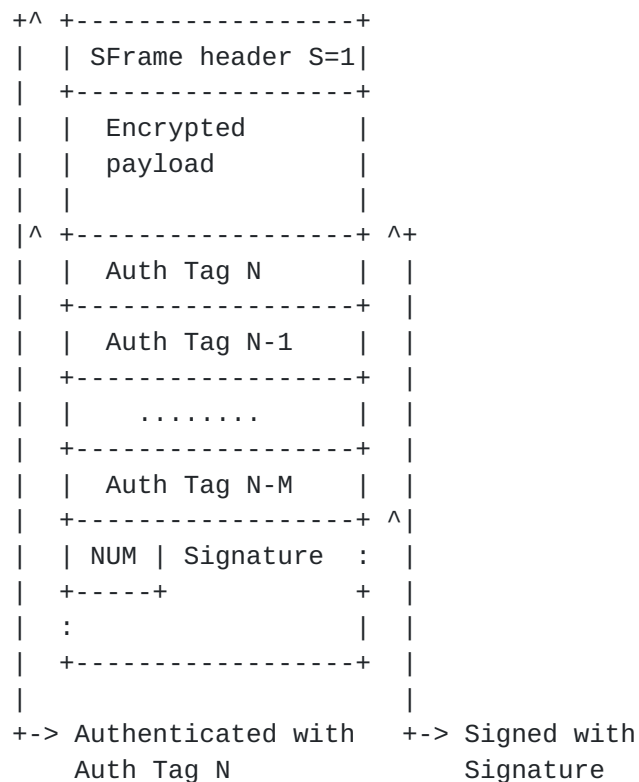 +^ +------------------+
|  | SFrame header S=1|
|  +------------------+
|  |  Encrypted       |
|  |  payload         |
|  |                  |
|^ +------------------+ ^+
|  |  Auth Tag N      |  |
|  +------------------+  |
|  |  Auth Tag N-1    |  |
|  +------------------+  |
|  |    ........      |  |
|  +------------------+  |
|  |  Auth Tag N-M    |  |
|  +------------------+ ^|
|  | NUM | Signature  :  |
|  +-----+            +  |
|  :                  |  |
|  +------------------+  |
|                        |
+-> Authenticated with   +-> Signed with
    Auth Tag N               Signature